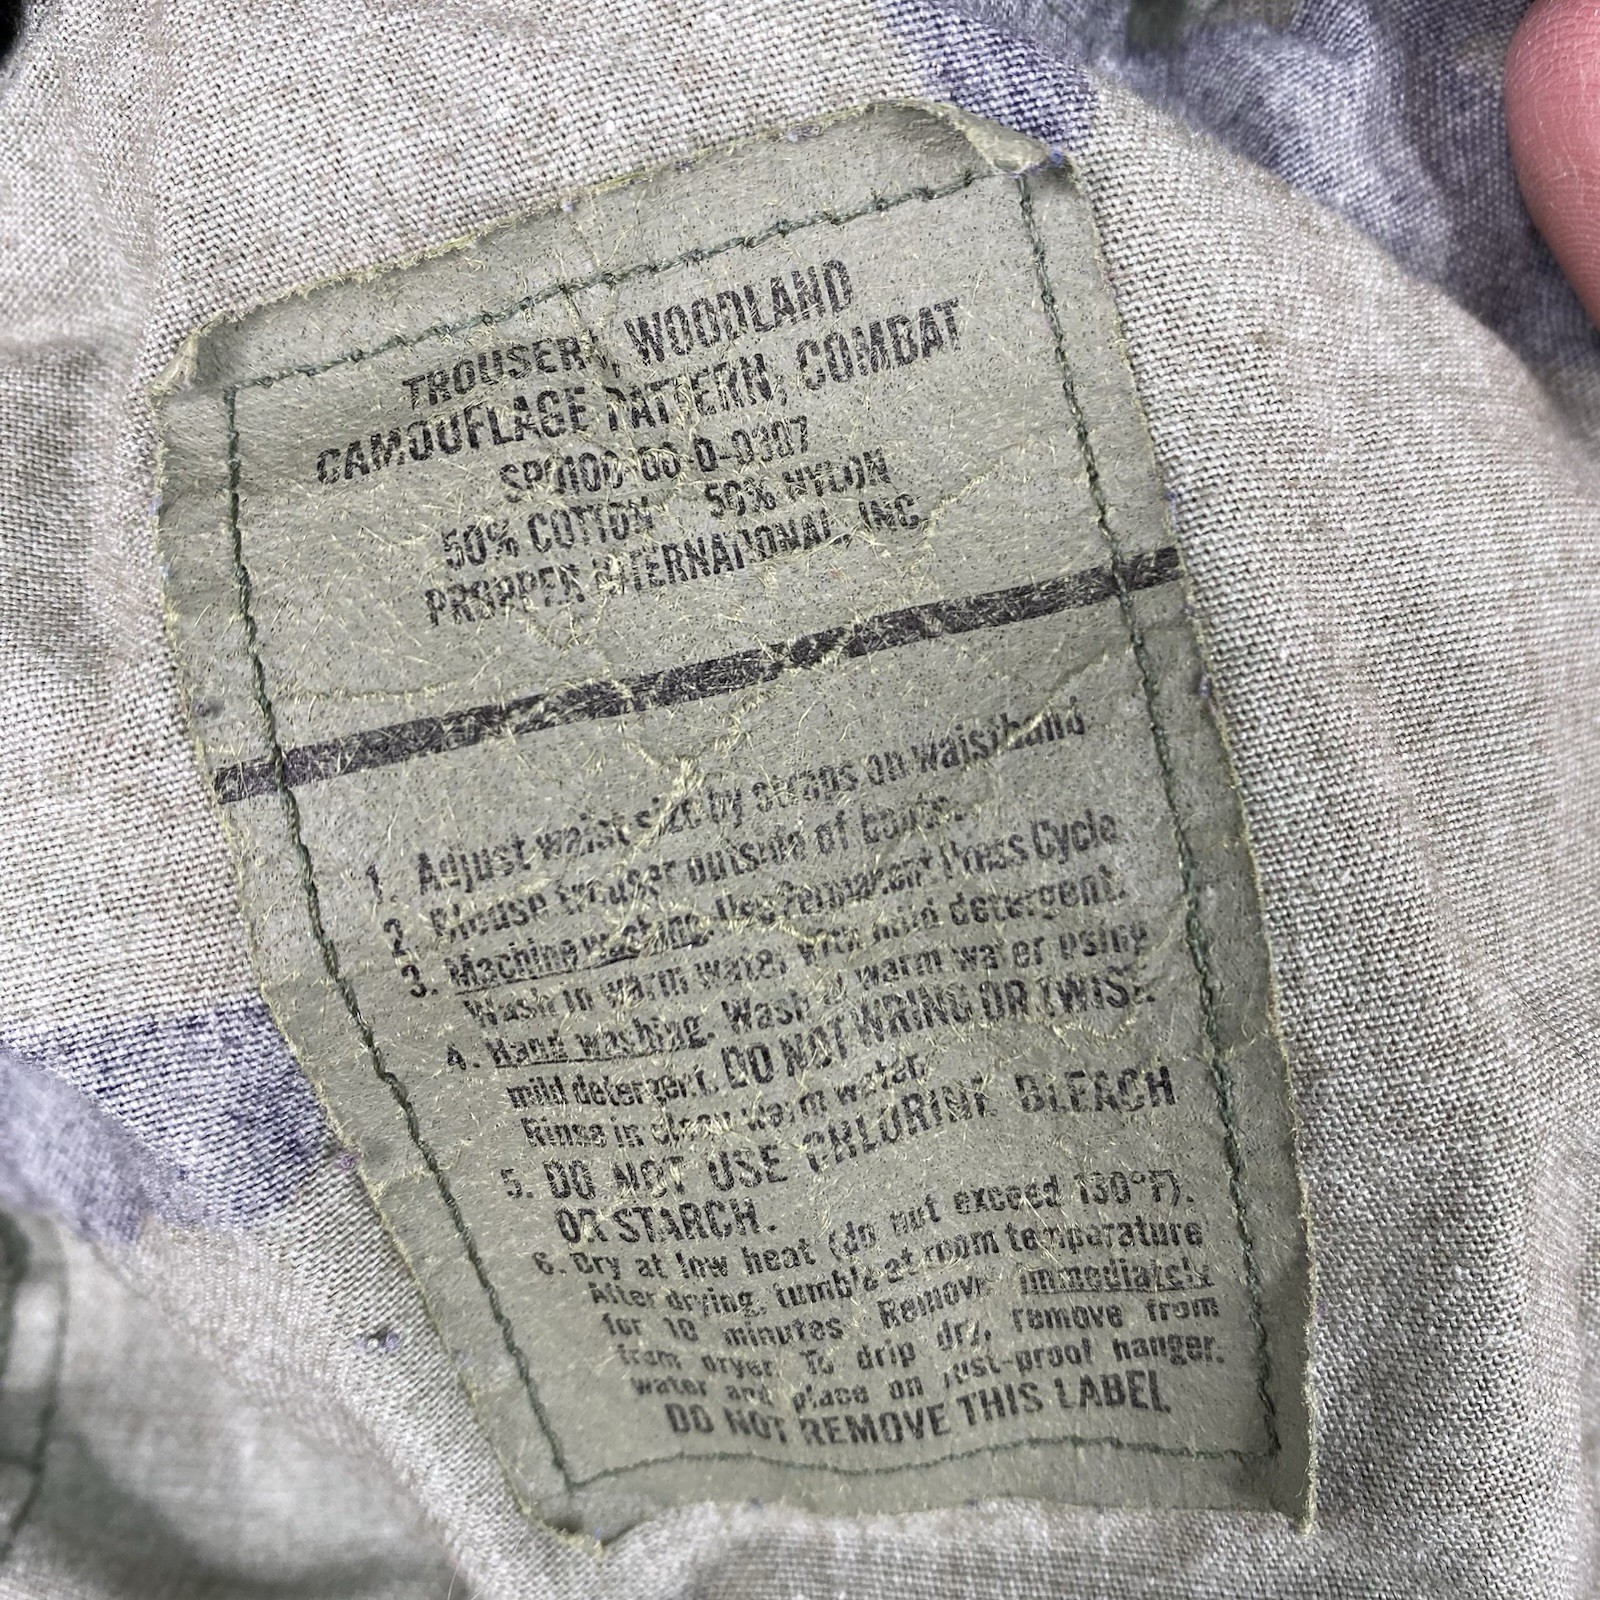 TROUSERS, WOODLAND
CAMOUFLAGE PATTERN, COMBAT
SP0100-00-D-0307
50% COTTON 50% NYLON
PROPPER INTERNATIONAL, INC.
1. Adjust waist size by straps on waistband
2. Blouse trouser outside of boots.
3. Machine washing. Use Permanent Press Cycle
Wash in warm water with mild detergent.
4. Hand washing. Wash in warm water using
mild detergent. DO NOT WRING OR TWIST.
Rinse in clean warm water.
5. DO NOT USE CHLORINE BLEACH
OR STARCH.
6. Dry at low heat (do not exceed 130°F).
After drying, tumble at room temperature
for 10 minutes. Remove immediately
from dryer. To drip dry, remove from
water and place on rust-proof hanger.
DO NOT REMOVE THIS LABEL